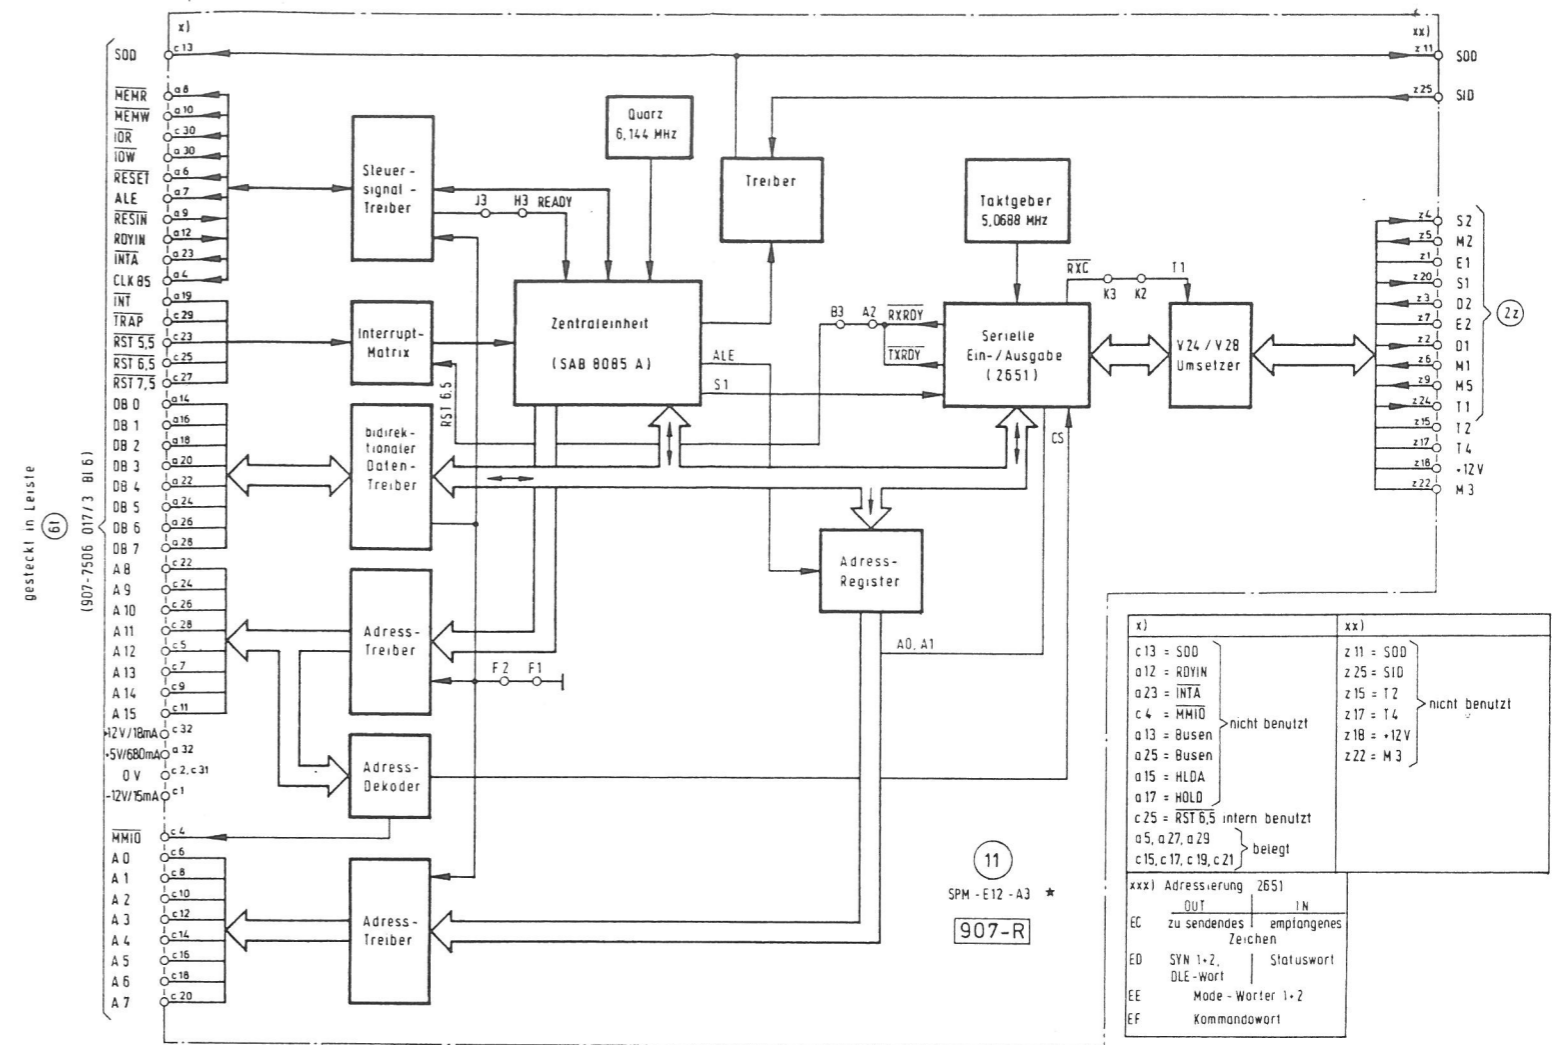 x)
xx)
SOD c13
MEMR a8
MEMW a10
IOR c30
IOW a30
RESET a6
ALE a7
RESIN a9
RDYIN a12
INTA a23
CLK85 a4
INT a19
TRAP c29
RST 5,5 c23
RST 6,5 c25
RST 7,5 c27
DB 0 a14
DB 1 a16
DB 2 a18
DB 3 a20
DB 4 a22
DB 5 a24
DB 6 a26
DB 7 a28
A 8 c22
A 9 c24
A 10 c26
A 11 c28
A 12 c5
A 13 c7
A 14 c9
A 15 c11
+12V/18mA c32
+5V/680mA a32
0 V c2,c31
-12V/15mA c1
MMIO c4
A 0 c6
A 1 c8
A 2 c10
A 3 c12
A 4 c14
A 5 c16
A 6 c18
A 7 c20
gesteckt in Leiste
61
(907-7506 017/3 Bl 6)
Steuer-
signal-
Treiber
J3 H3 READY
Quarz
6,144 MHz
Treiber
Taktgeber
5,0688 MHz
Interrupt-
Matrix
Zentraleinheit
(SAB 8085 A)
RST 6,5
ALE
S1
B3 A2
RXRDY
TXRDY
Serielle
Ein-/Ausgabe
(2651)
RXC
K3 K2
T1
V24 / V28
Umsetzer
CS
bidirek-
tionaler
Daten-
Treiber
Adress-
Register
A0, A1
Adress-
Treiber
F2 F1
Adress-
Dekoder
Adress-
Treiber
z11 SOD
z25 SID
z4 S2
z5 M2
z1 E1
z20 S1
z3 D2
z7 E2
z2 D1
z6 M1
z9 M5
z24 T1
z15 T2
z17 T4
z18 +12V
z22 M3
2z
11
SPM-E12-A3 *
907-R
x)
c13 = SOD
a12 = RDYIN
a23 = INTA
c4 = MMIO
a13 = Busen
a25 = Busen
a15 = HLDA
a17 = HOLD
nicht benutzt
c25 = RST 6,5 intern benutzt
a5, a27, a29
c15, c17, c19, c21
belegt
xx)
z11 = SOD
z25 = SID
z15 = T2
z17 = T4
z18 = +12V
z22 = M3
nicht benutzt
xxx) Adressierung 2651
OUT IN
EC zu sendendes empfangenes
Zeichen
ED SYN 1+2, Statuswort
DLE-Wort
EE Mode-Worter 1+2
EF Kommandowort